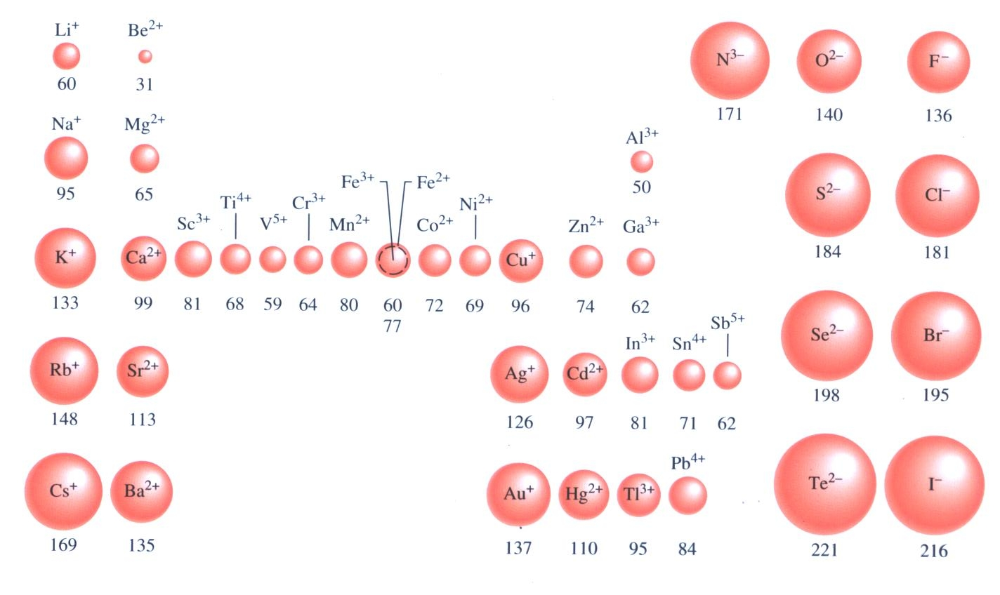 Li⁺ Be²⁺
N³⁻ O²⁻ F⁻
60 31
171 140 136
Na⁺ Mg²⁺
Al³⁺
95 65
50
S²⁻ Cl⁻
Fe³⁺ Fe²⁺
Ti⁴⁺ Cr³⁺ Ni²⁺
Sc³⁺ V⁵⁺ Mn²⁺ Co²⁺ Zn²⁺ Ga³⁺
184 181
K⁺ Ca²⁺ Cu⁺
133 99 81 68 59 64 80 60 72 69 96 74 62
77
Sb⁵⁺
In³⁺ Sn⁴⁺
Se²⁻ Br⁻
Rb⁺ Sr²⁺ Ag⁺ Cd²⁺
198 195
148 113 126 97 81 71 62
Pb⁴⁺
Cs⁺ Ba²⁺ Au⁺ Hg²⁺ Tl³⁺ Te²⁻ I⁻
169 135 137 110 95 84 221 216